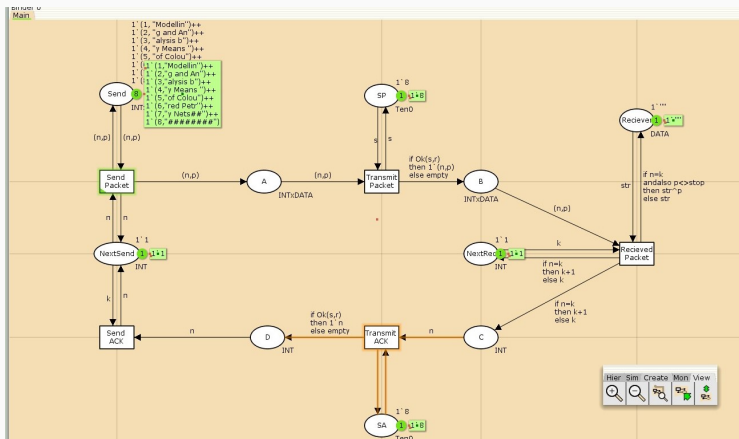 Binder 0
Main
1`(1, "Modellin")++
1`(2, "g and An")++
1`(3, "alysis b")++
1`(4, "y Means ")++
1`(5, "of Colou")++
1`(1,"Modellin")++
1`(2,"g and An")++
1`(3,"alysis b")++
1`(4,"y Means ")++
1`(5,"of Colou")++
1`(6,"red Petr")++
1`(7,"y Nets##")++
1`(8,"########")
Send
8
INT
(n,p)
(n,p)
1`8
SP
1
1`8
Ten0
s
s
1`""
Reciever
1
1`""
DATA
Send
Packet
(n,p)
A
INTxDATA
(n,p)
Transmit
Packet
if Ok(s,r)
then 1`(n,p)
else empty
B
INTxDATA
str
if n=k
andalso p<>stop
then str^p
else str
(n,p)
n
n
1`1
NextSend
1
1`1
INT
1`1
NextRec
1
1`1
INT
k
if n=k
then k+1
else k
Recieved
Packet
k
n
if n=k
then k+1
else k
Send
ACK
n
D
INT
if Ok(s,r)
then 1`n
else empty
Transmit
ACK
n
C
INT
1`8
SA
1
1`8
Ten0
Hier Sim Create Mon View